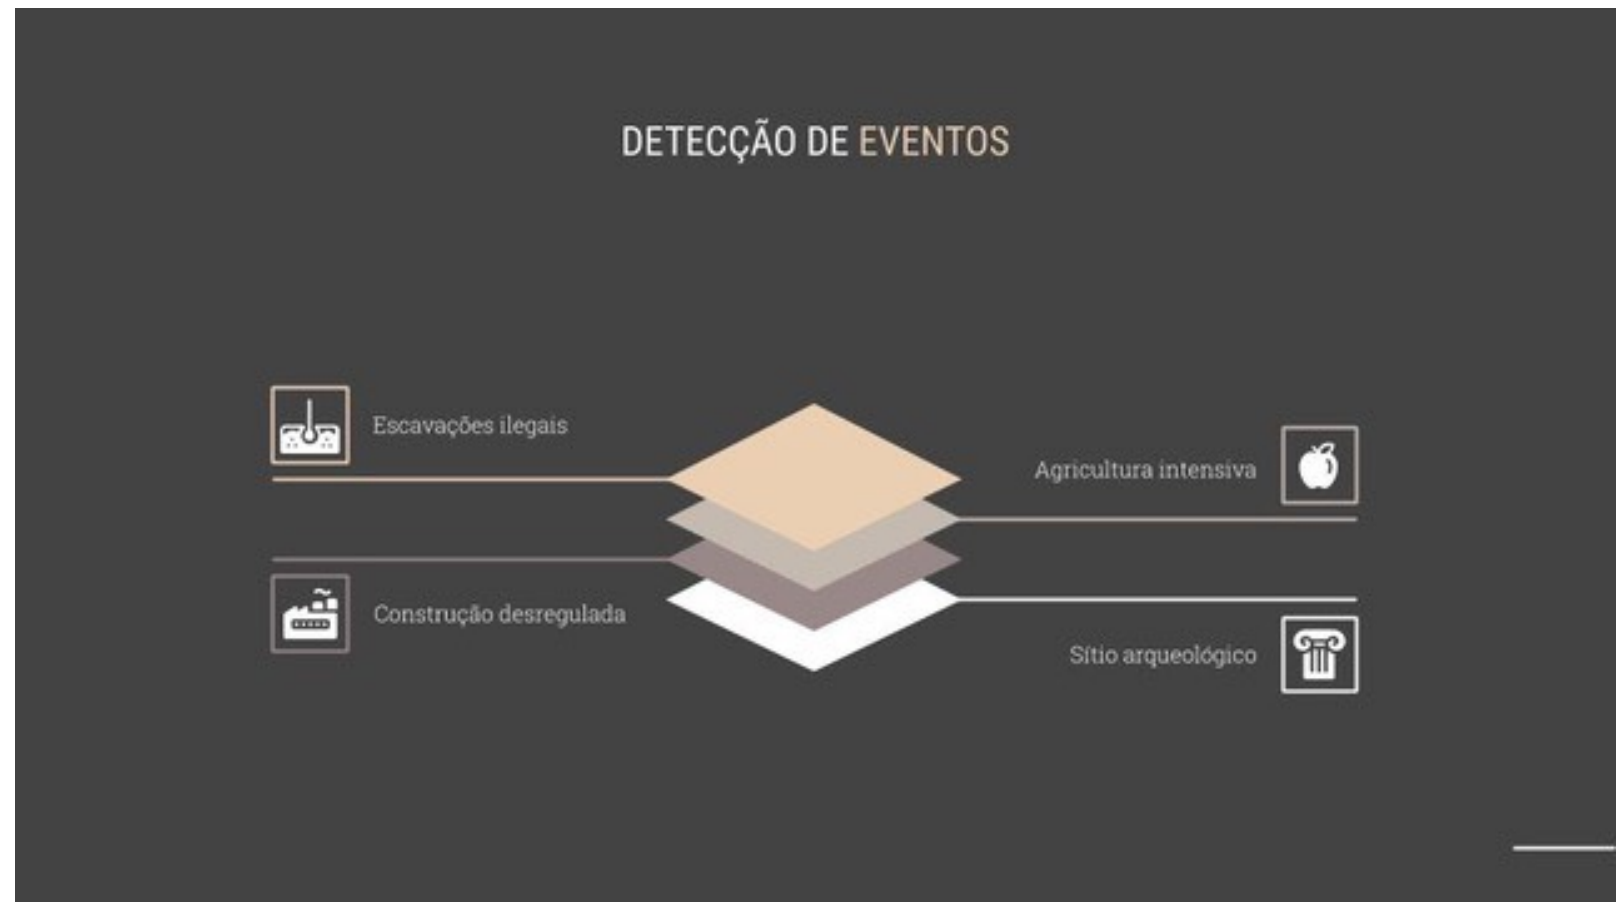 DETECÇÃO DE EVENTOS
Escavações ilegais
Agricultura intensiva
Construção desregulada
Sítio arqueológico